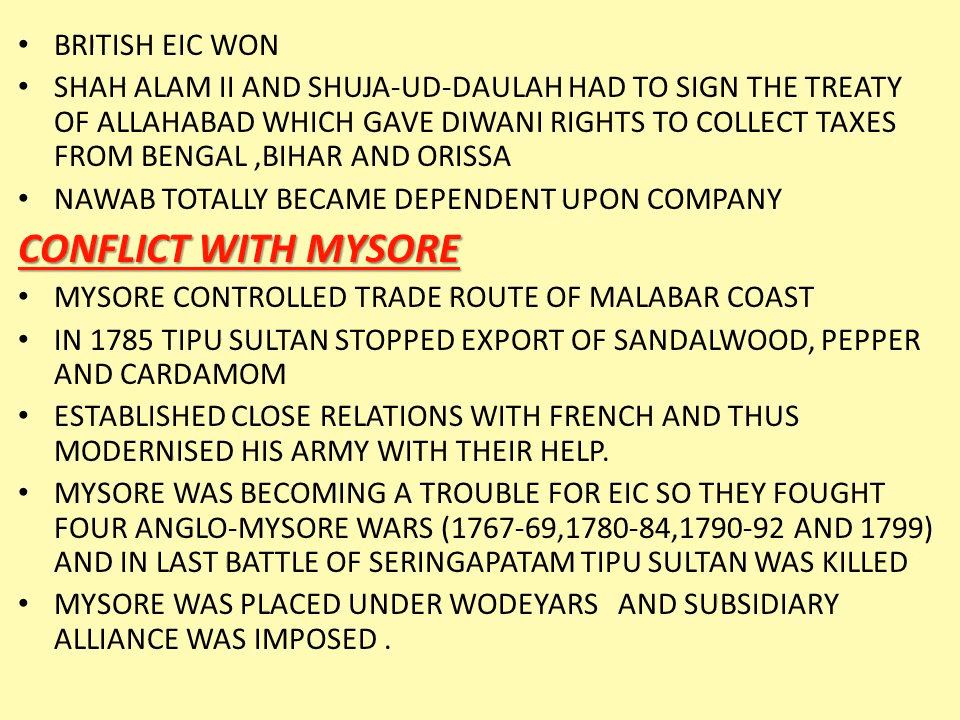 • BRITISH EIC WON
• SHAH ALAM II AND SHUJA-UD-DAULAH HAD TO SIGN THE TREATY
OF ALLAHABAD WHICH GAVE DIWANI RIGHTS TO COLLECT TAXES
FROM BENGAL ,BIHAR AND ORISSA
• NAWAB TOTALLY BECAME DEPENDENT UPON COMPANY
CONFLICT WITH MYSORE
• MYSORE CONTROLLED TRADE ROUTE OF MALABAR COAST
• IN 1785 TIPU SULTAN STOPPED EXPORT OF SANDALWOOD, PEPPER
AND CARDAMOM
• ESTABLISHED CLOSE RELATIONS WITH FRENCH AND THUS
MODERNISED HIS ARMY WITH THEIR HELP.
• MYSORE WAS BECOMING A TROUBLE FOR EIC SO THEY FOUGHT
FOUR ANGLO-MYSORE WARS (1767-69,1780-84,1790-92 AND 1799)
AND IN LAST BATTLE OF SERINGAPATAM TIPU SULTAN WAS KILLED
• MYSORE WAS PLACED UNDER WODEYARS AND SUBSIDIARY
ALLIANCE WAS IMPOSED .